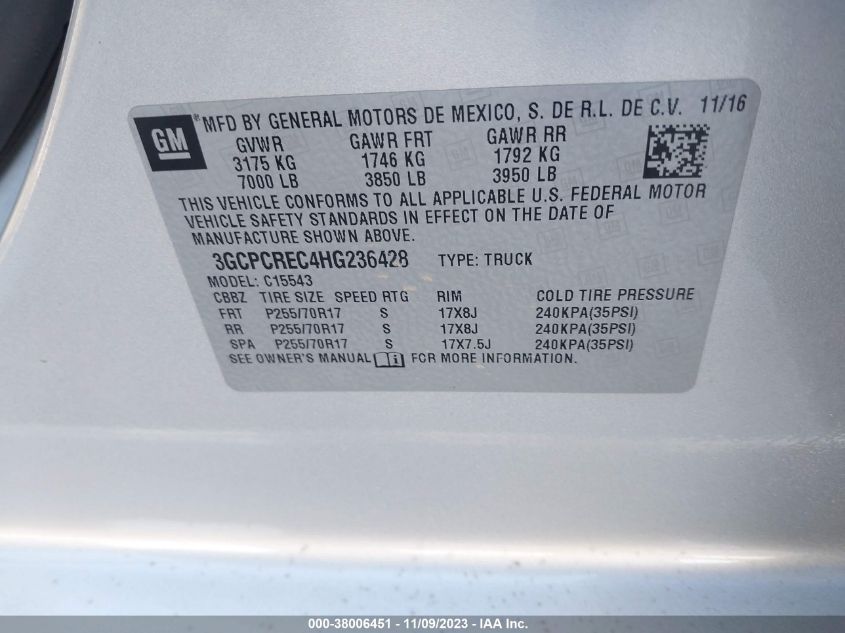 GM ® MFD BY GENERAL MOTORS DE MEXICO, S. DE R.L. DE C.V. 11/16
GVWR GAWR FRT GAWR RR
3175 KG 1746 KG 1792 KG
7000 LB 3850 LB 3950 LB
THIS VEHICLE CONFORMS TO ALL APPLICABLE U.S. FEDERAL MOTOR
VEHICLE SAFETY STANDARDS IN EFFECT ON THE DATE OF
MANUFACTURE SHOWN ABOVE.
3GCPCREC4HG236428 TYPE: TRUCK
MODEL: C15543
CBBZ TIRE SIZE SPEED RTG RIM COLD TIRE PRESSURE
FRT P255/70R17 S 17X8J 240KPA(35PSI)
RR P255/70R17 S 17X8J 240KPA(35PSI)
SPA P255/70R17 S 17X7.5J 240KPA(35PSI)
SEE OWNER'S MANUAL i FOR MORE INFORMATION.
000-38006451 - 11/09/2023 - IAA Inc.